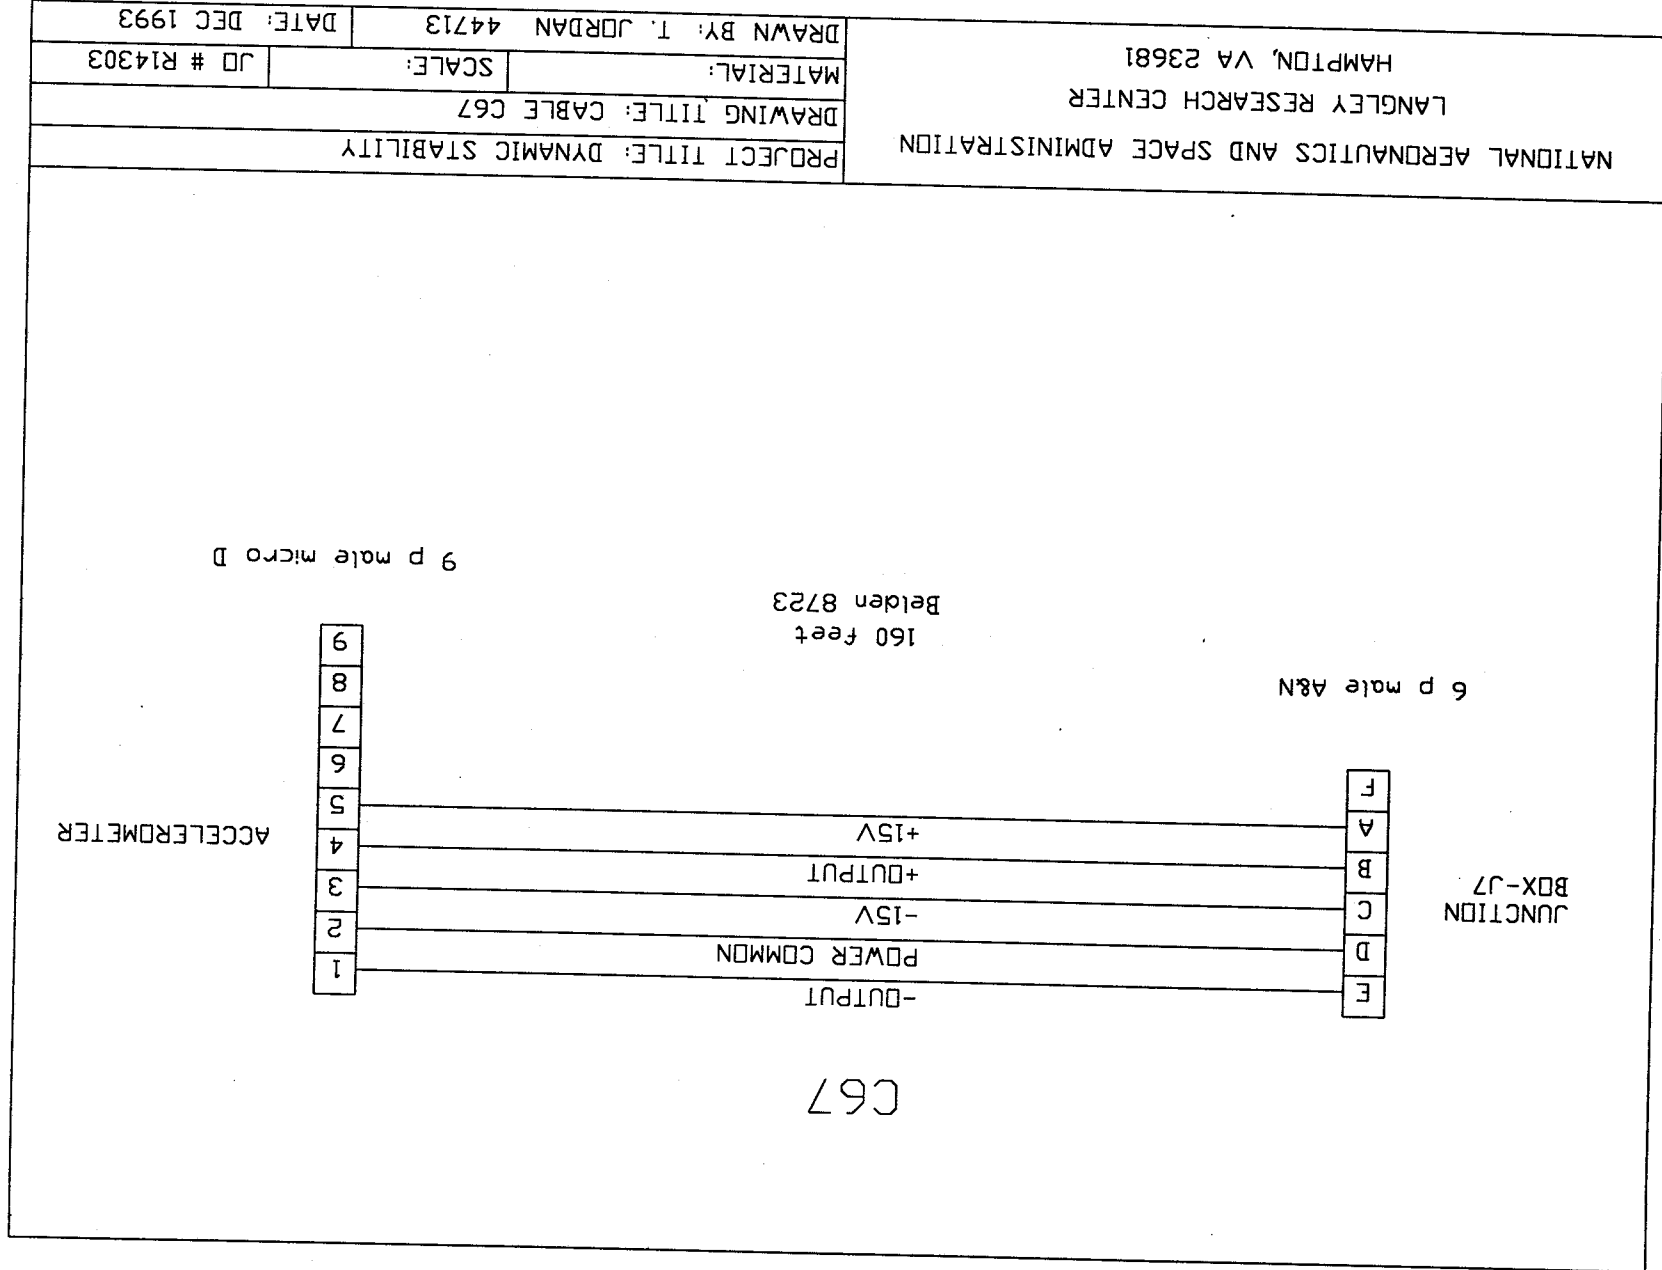 C67
JUNCTION
BOX-J7
E
D
C
B
A
F
-OUTPUT
POWER COMMON
-15V
+OUTPUT
+15V
1
2
3
4
5
6
7
8
9
ACCELEROMETER
6 p male A&N
160 feet
Belden 8723
9 p male micro D
NATIONAL AERONAUTICS AND SPACE ADMINISTRATION
LANGLEY RESEARCH CENTER
HAMPTON, VA 23681
PROJECT TITLE: DYNAMIC STABILITY
DRAWING TITLE: CABLE C67
MATERIAL: SCALE: JO # R14303
DRAWN BY: T. JORDAN 44713 DATE: DEC 1993